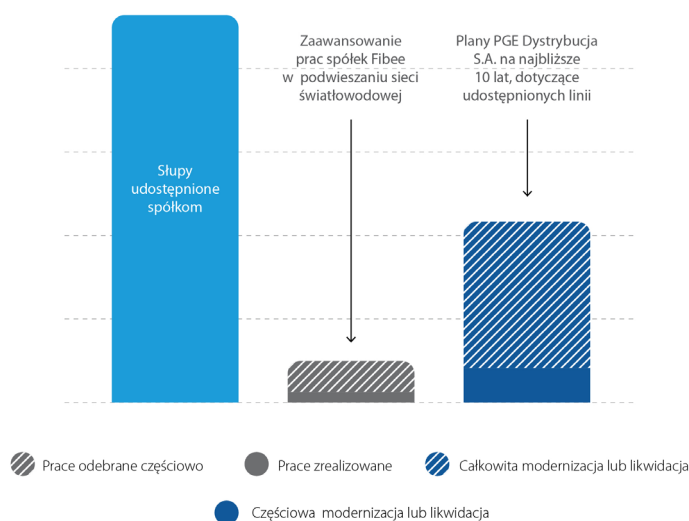 Zaawansowanie
prac spółek Fibee
w podwieszaniu sieci
światłowodowej
Plany PGE Dystrybucja
S.A. na najbliższe
10 lat, dotyczące
udostępnionych linii
Słupy
udostępnione
spółkom
Prace odebrane częściowo
Prace zrealizowane
Całkowita modernizacja lub likwidacja
Częściowa modernizacja lub likwidacja